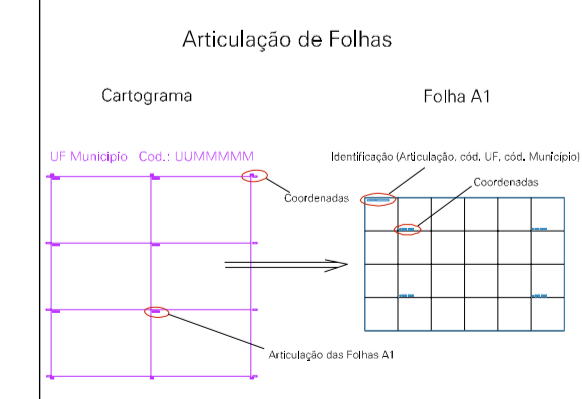 Articulação de Folhas
Cartograma
Folha A1
UF Município Cod.: UUMMMMM
Identificação (Articulação, cód. UF, cód. Município)
Coordenadas
Coordenadas
Articulação das Folhas A1